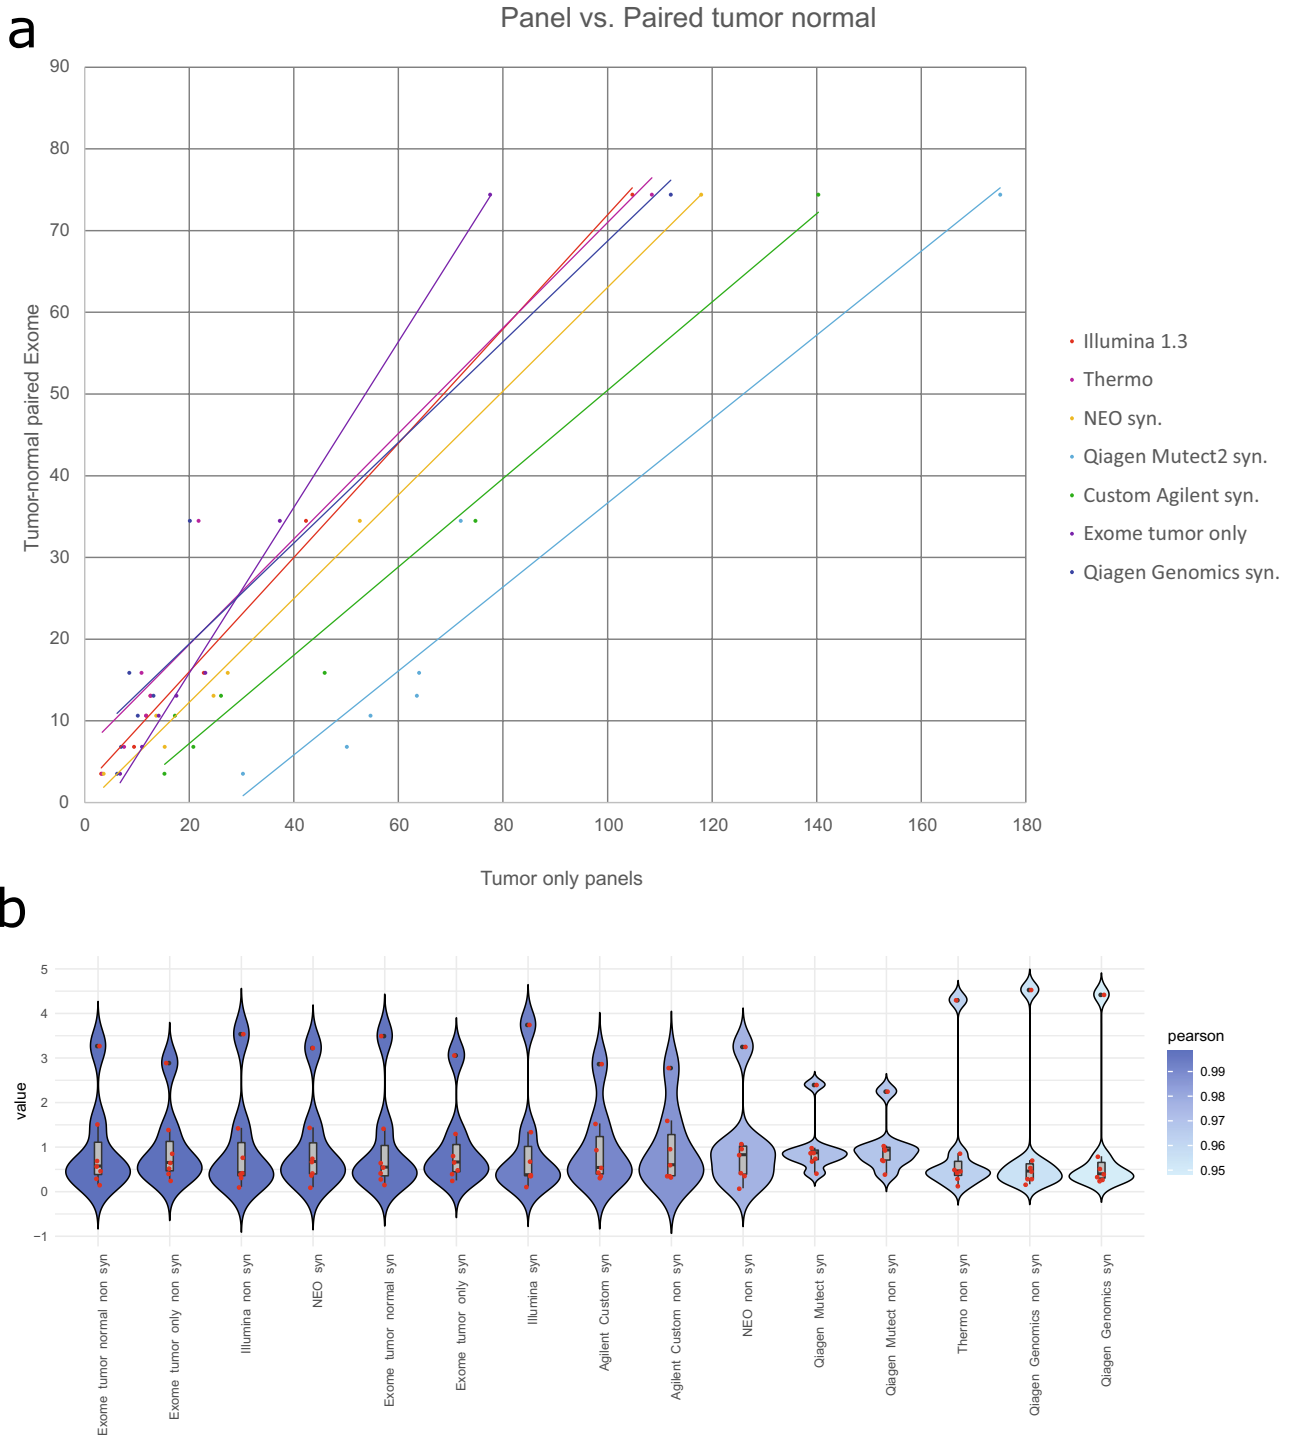 a
Panel vs. Paired tumor normal
90
80
70
60
50
40
30
20
10
0
Tumor-normal paired Exome
0 20 40 60 80 100 120 140 160 180
Tumor only panels
Illumina 1.3
Thermo
NEO syn.
Qiagen Mutect2 syn.
Custom Agilent syn.
Exome tumor only
Qiagen Genomics syn.
b
5
4
3
2
1
0
−1
value
Exome tumor normal non syn
Exome tumor only non syn
Illumina non syn
NEO syn
Exome tumor normal syn
Exome tumor only syn
Illumina syn
Agilent Custom syn
Agilent Custom non syn
NEO non syn
Qiagen Mutect syn
Qiagen Mutect non syn
Thermo non syn
Qiagen Genomics non syn
Qiagen Genomics syn
pearson
0.99
0.98
0.97
0.96
0.95